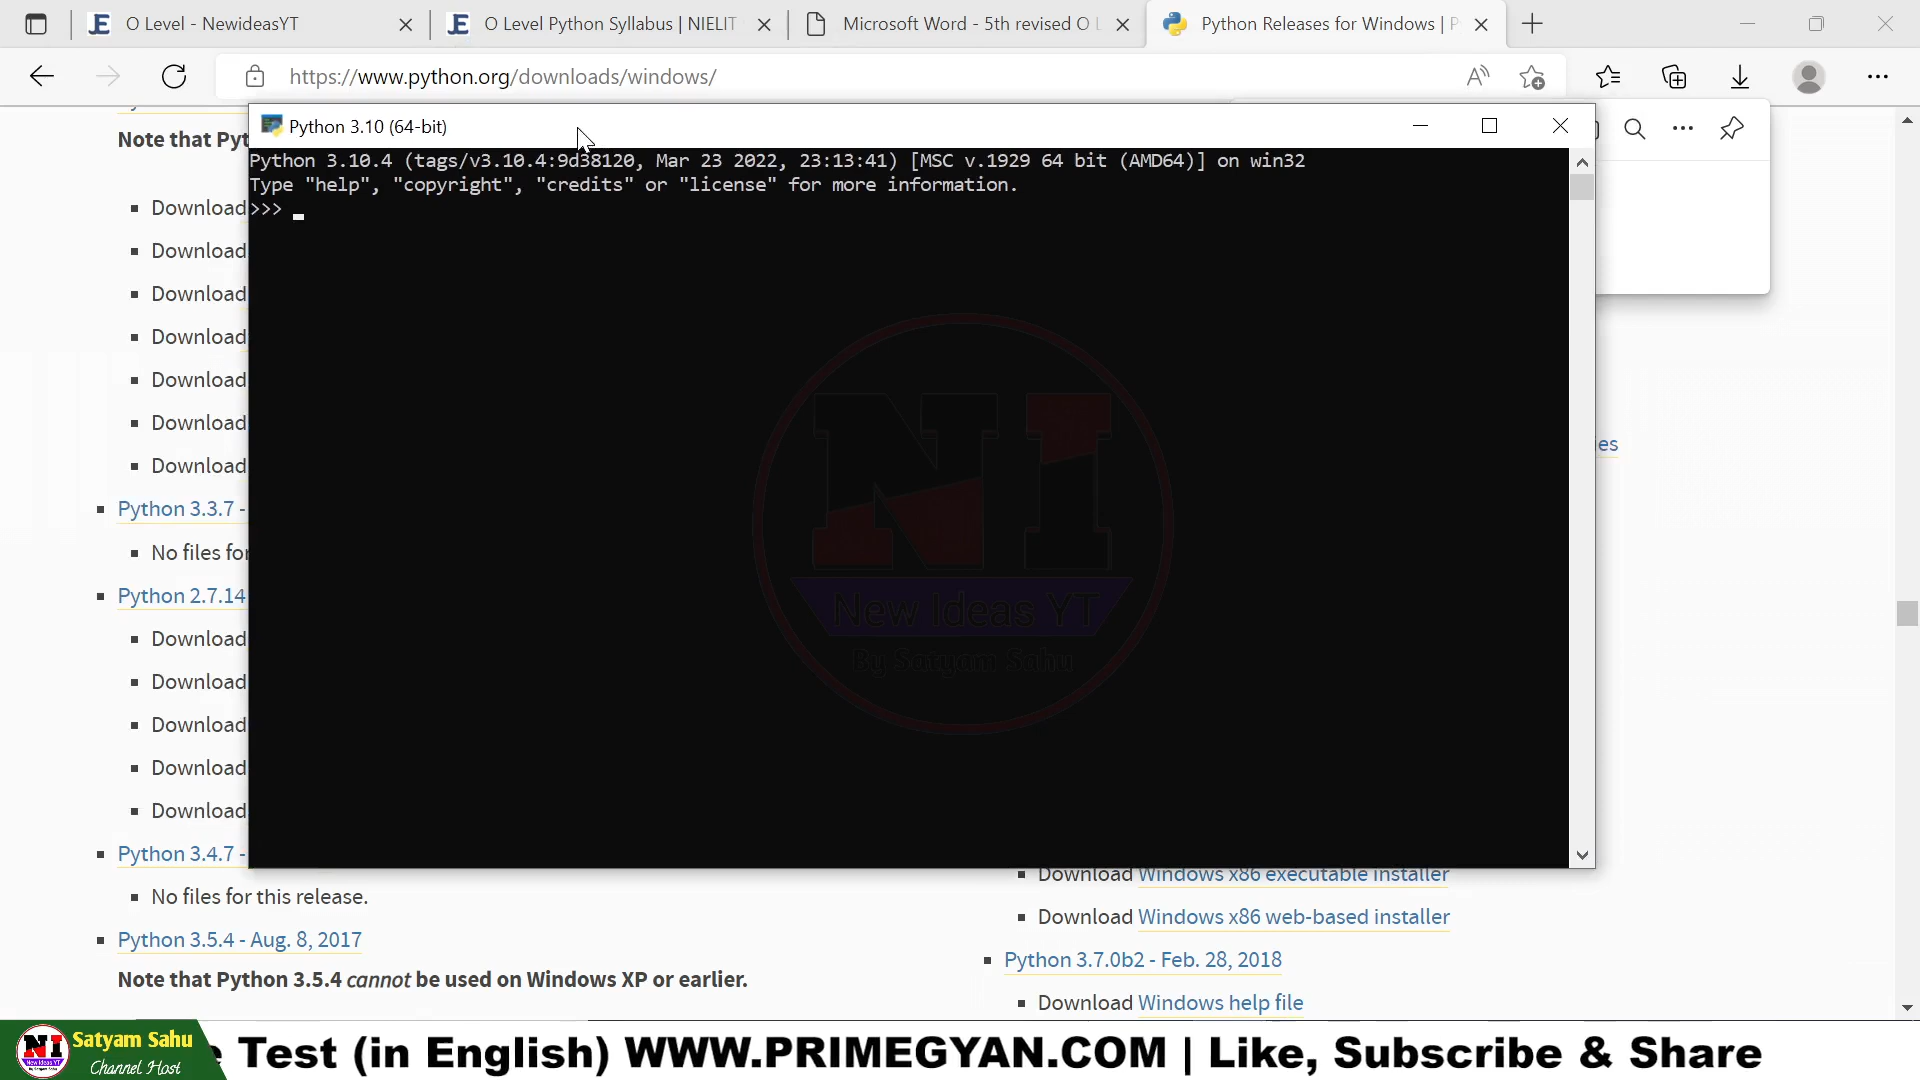 O Level - NewideasYT
O Level Python Syllabus | NIELIT
Microsoft Word - 5th revised O L
Python Releases for Windows | P
https://www.python.org/downloads/windows/
Note that Pyt
Python 3.10 (64-bit)
Python 3.10.4 (tags/v3.10.4:9d38120, Mar 23 2022, 23:13:41) [MSC v.1929 64 bit (AMD64)] on win32
Type "help", "copyright", "credits" or "license" for more information.
>>>
Download
Download
Download
Download
Download
Download
Download
Python 3.3.7 -
No files for
Python 2.7.14
Download
Download
Download
Download
Download
Python 3.4.7 -
No files for this release.
Python 3.5.4 - Aug. 8, 2017
Note that Python 3.5.4 cannot be used on Windows XP or earlier.
NI
New Ideas YT
By Satyam Sahu
es
Download Windows x86 executable installer
Download Windows x86 web-based installer
Python 3.7.0b2 - Feb. 28, 2018
Download Windows help file
NI
Satyam Sahu
Channel Host
e Test (in English) WWW.PRIMEGYAN.COM | Like, Subscribe & Share